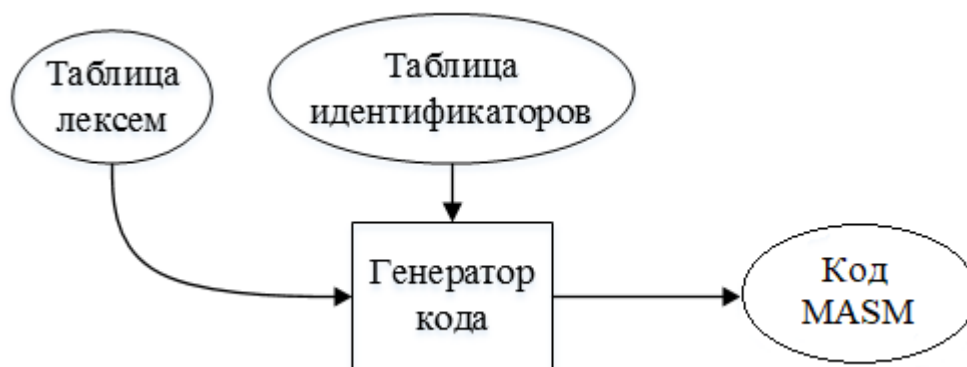 Таблица
лексем
Таблица
идентификаторов
Генератор
кода
Код
MASM